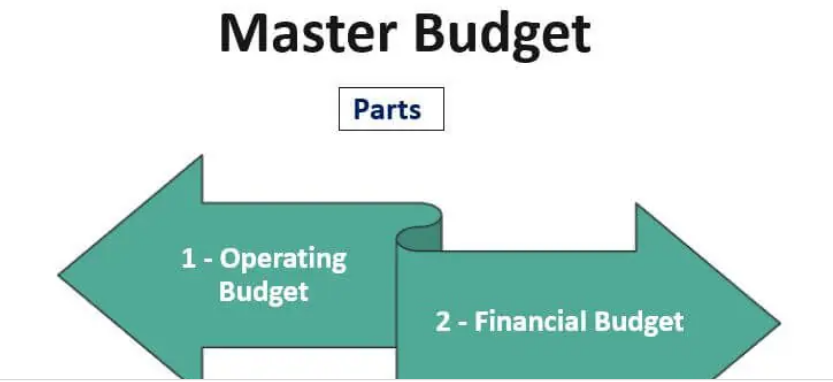 Master Budget
Parts
1 - Operating
Budget
2 - Financial Budget